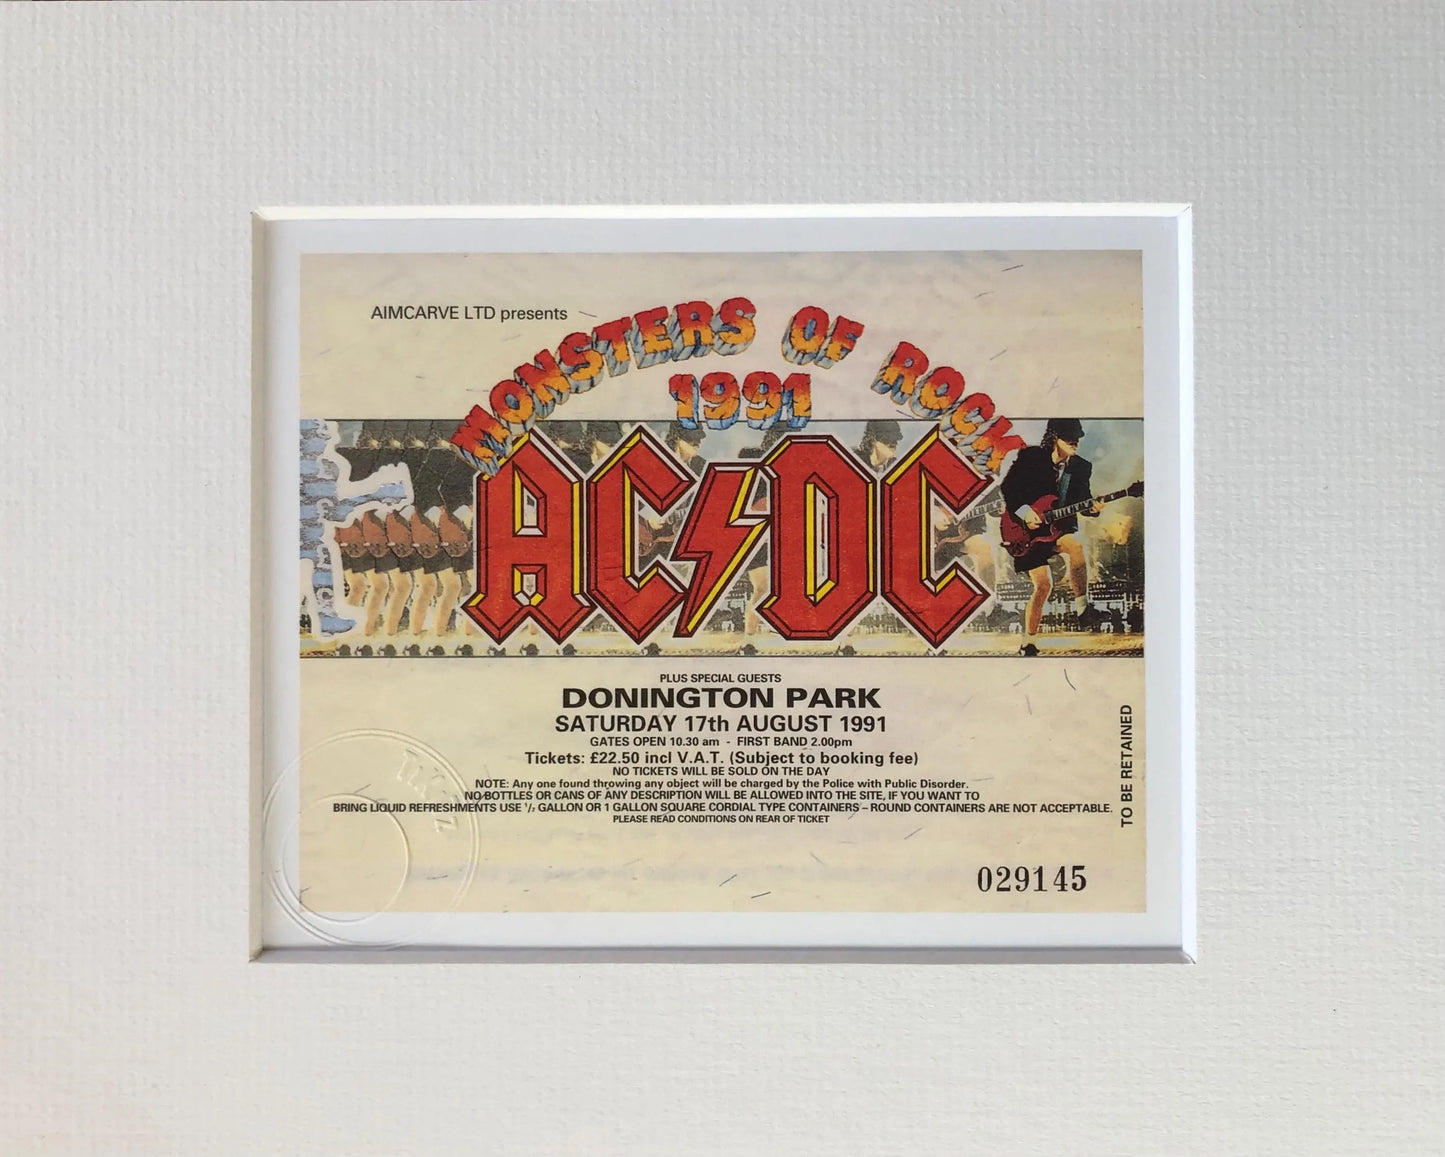 AIMCARVE LTD presents
MONSTERS OF ROCK
1991
AC DC
PLUS SPECIAL GUESTS
DONINGTON PARK
SATURDAY 17th AUGUST 1991
GATES OPEN 10.30 am - FIRST BAND 2.00pm
Tickets: £22.50 incl V.A.T. (Subject to booking fee)
NO TICKETS WILL BE SOLD ON THE DAY
NOTE: Any one found throwing any object will be charged by the Police with Public Disorder.
NO BOTTLES OR CANS OF ANY DESCRIPTION WILL BE ALLOWED INTO THE SITE, IF YOU WANT TO
BRING LIQUID REFRESHMENTS USE ½ GALLON OR 1 GALLON SQUARE CORDIAL TYPE CONTAINERS – ROUND CONTAINERS ARE NOT ACCEPTABLE.
PLEASE READ CONDITIONS ON REAR OF TICKET
TO BE RETAINED
029145